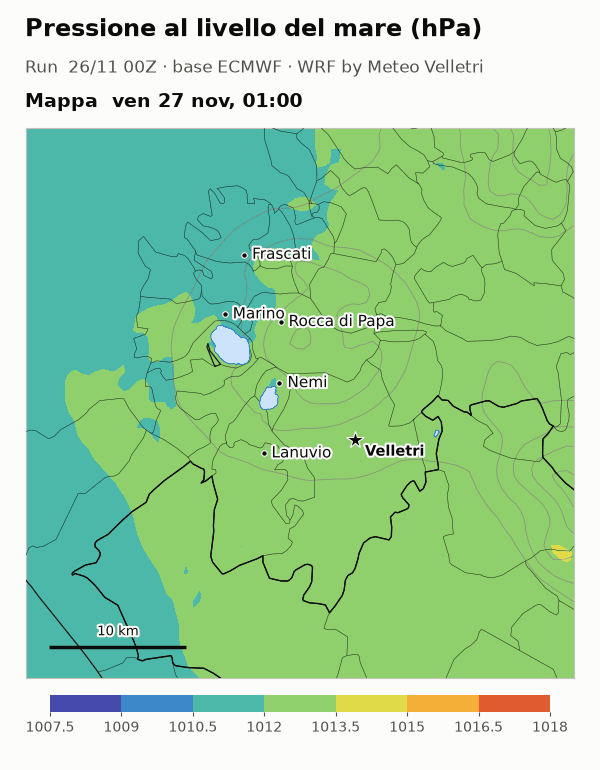 Pressione al livello del mare (hPa)
Run  26/11 00Z · base ECMWF · WRF by Meteo Velletri
Mappa  ven 27 nov, 01:00
Frascati
Marino
Rocca di Papa
Nemi
Lanuvio
Velletri
10 km
1007.5 1009 1010.5 1012 1013.5 1015 1016.5 1018